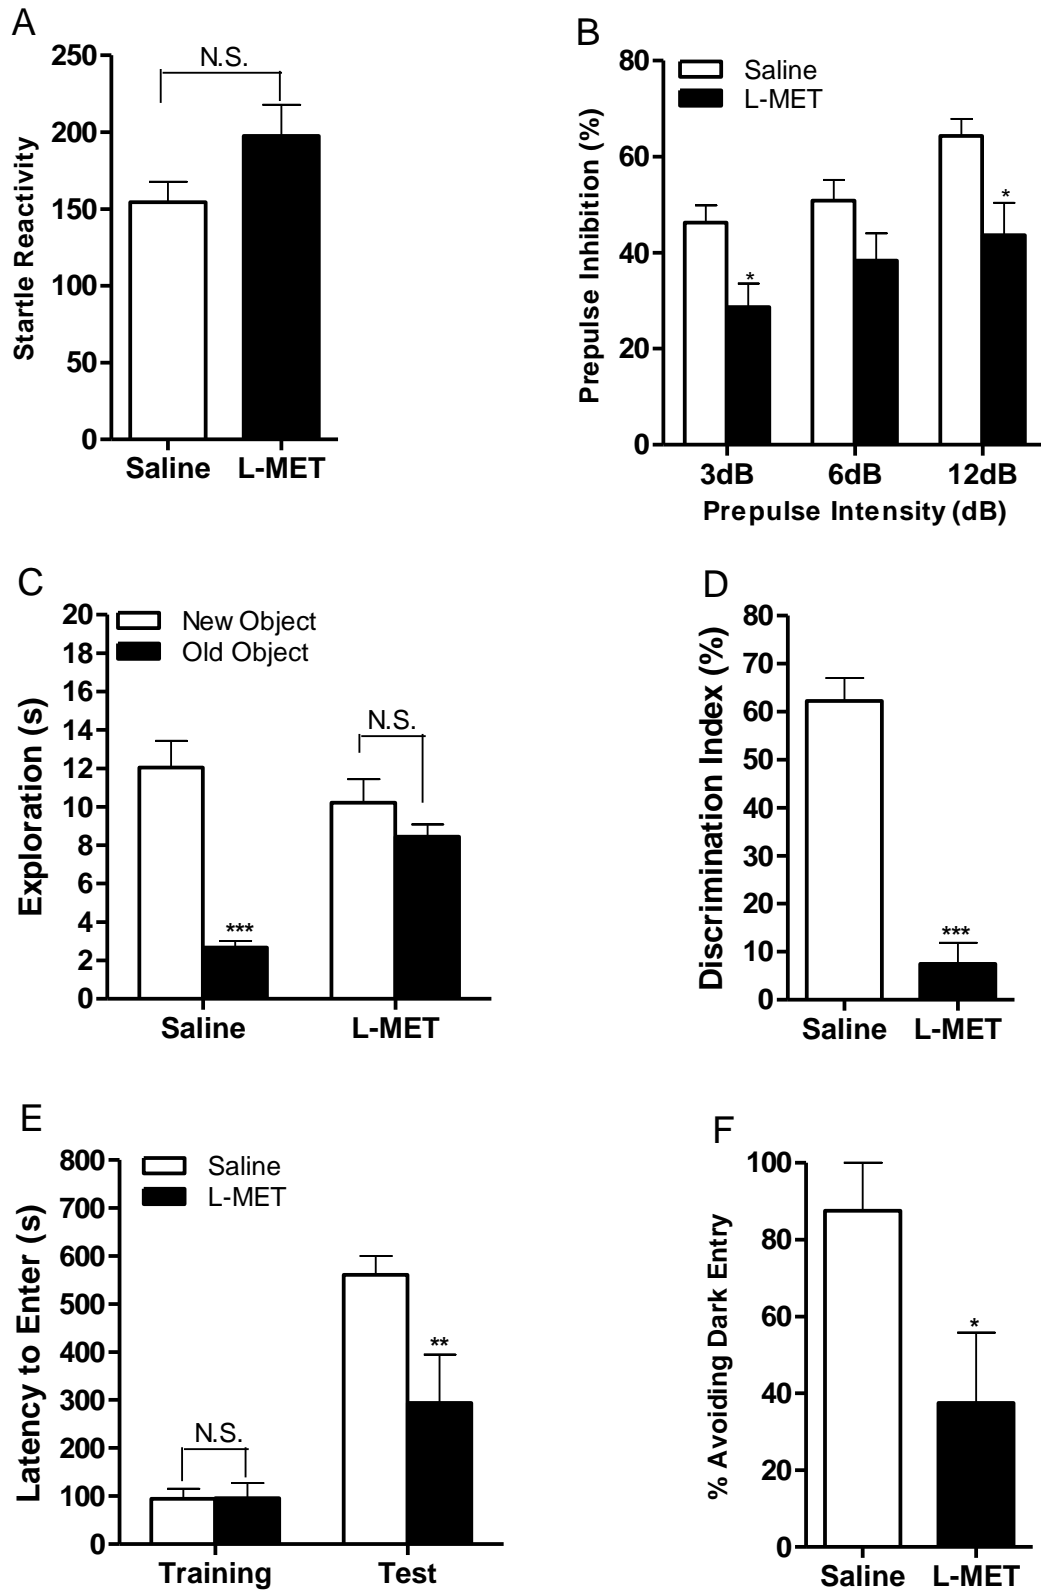 A
250
200
150
100
50
0
Startle Reactivity
N.S.
Saline L-MET
B
80
60
40
20
0
Prepulse Inhibition (%)
Saline
L-MET
*
*
3dB 6dB 12dB
Prepulse Intensity (dB)
C
20
18
16
14
12
10
8
6
4
2
0
Exploration (s)
New Object
Old Object
***
N.S.
Saline L-MET
D
80
70
60
50
40
30
20
10
0
Discrimination Index (%)
***
Saline L-MET
E
800
700
600
500
400
300
200
100
0
Latency to Enter (s)
Saline
L-MET
N.S.
**
Training Test
F
100
80
60
40
20
0
% Avoiding Dark Entry
*
Saline L-MET